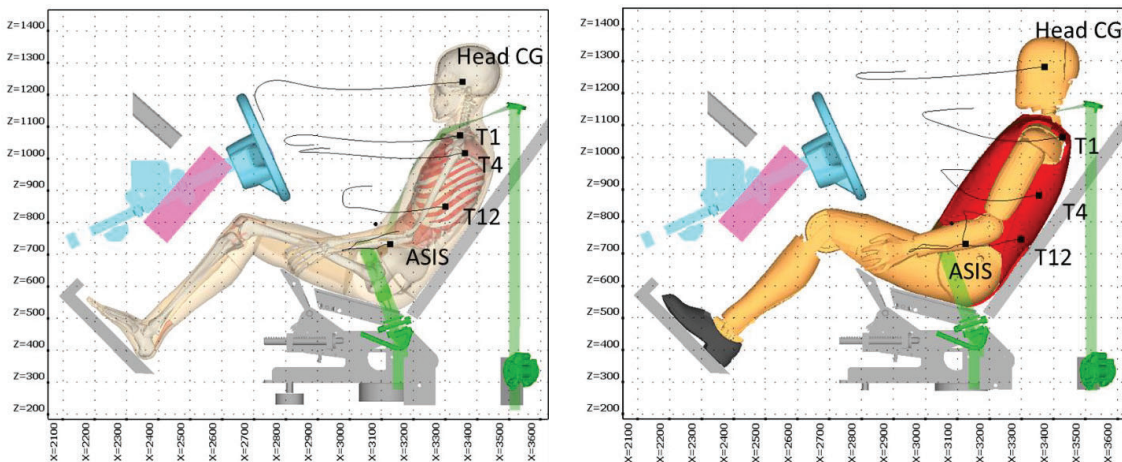 Z=1400
Z=1300
Z=1200
Z=1100
Z=1000
Z=900
Z=800
Z=700
Z=600
Z=500
Z=400
Z=300
Z=200
Head CG
T1
T4
T12
ASIS
X=2100
X=2200
X=2300
X=2400
X=2500
X=2600
X=2700
X=2800
X=2900
X=3000
X=3100
X=3200
X=3300
X=3400
X=3500
X=3600
Z=1400
Z=1300
Z=1200
Z=1100
Z=1000
Z=900
Z=800
Z=700
Z=600
Z=500
Z=400
Z=300
Z=200
Head CG
T1
T4
T12
ASIS
X=2100
X=2200
X=2300
X=2400
X=2500
X=2600
X=2700
X=2800
X=2900
X=3000
X=3100
X=3200
X=3300
X=3400
X=3500
X=3600